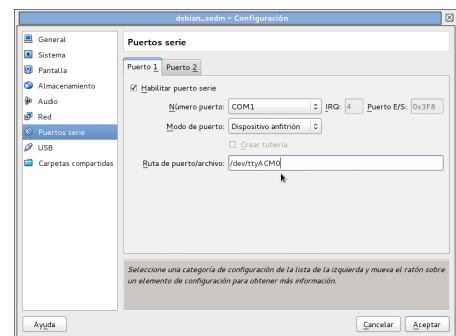 debian_sedm - Configuración
General
Sistema
Pantalla
Almacenamiento
Audio
Red
Puertos serie
USB
Carpetas compartidas
Puertos serie
Puerto 1 Puerto 2
Habilitar puerto serie
Número puerto: COM1 IRQ: 4 Puerto E/S: 0x3F8
Modo de puerto: Dispositivo anfitrión
Crear tubería
Ruta de puerto/archivo: /dev/ttyACM0
Seleccione una categoría de configuración de la lista de la izquierda y mueva el ratón sobre
un elemento de configuración para obtener más información.
Ayuda Cancelar Aceptar